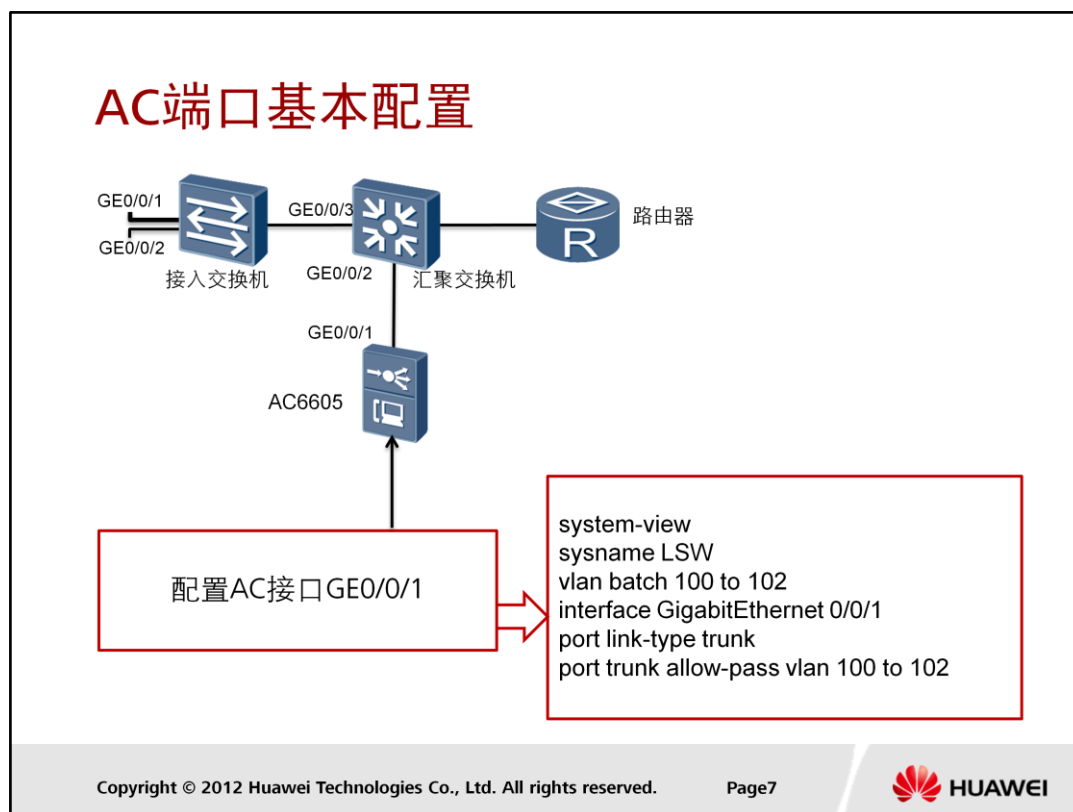 AC端口基本配置
GE0/0/1
GE0/0/2
接入交换机
GE0/0/3
GE0/0/2
汇聚交换机
R
路由器
GE0/0/1
AC6605
配置AC接口GE0/0/1
system-view
sysname LSW
vlan batch 100 to 102
interface GigabitEthernet 0/0/1
port link-type trunk
port trunk allow-pass vlan 100 to 102
Copyright © 2012 Huawei Technologies Co., Ltd. All rights reserved.
Page7
HUAWEI